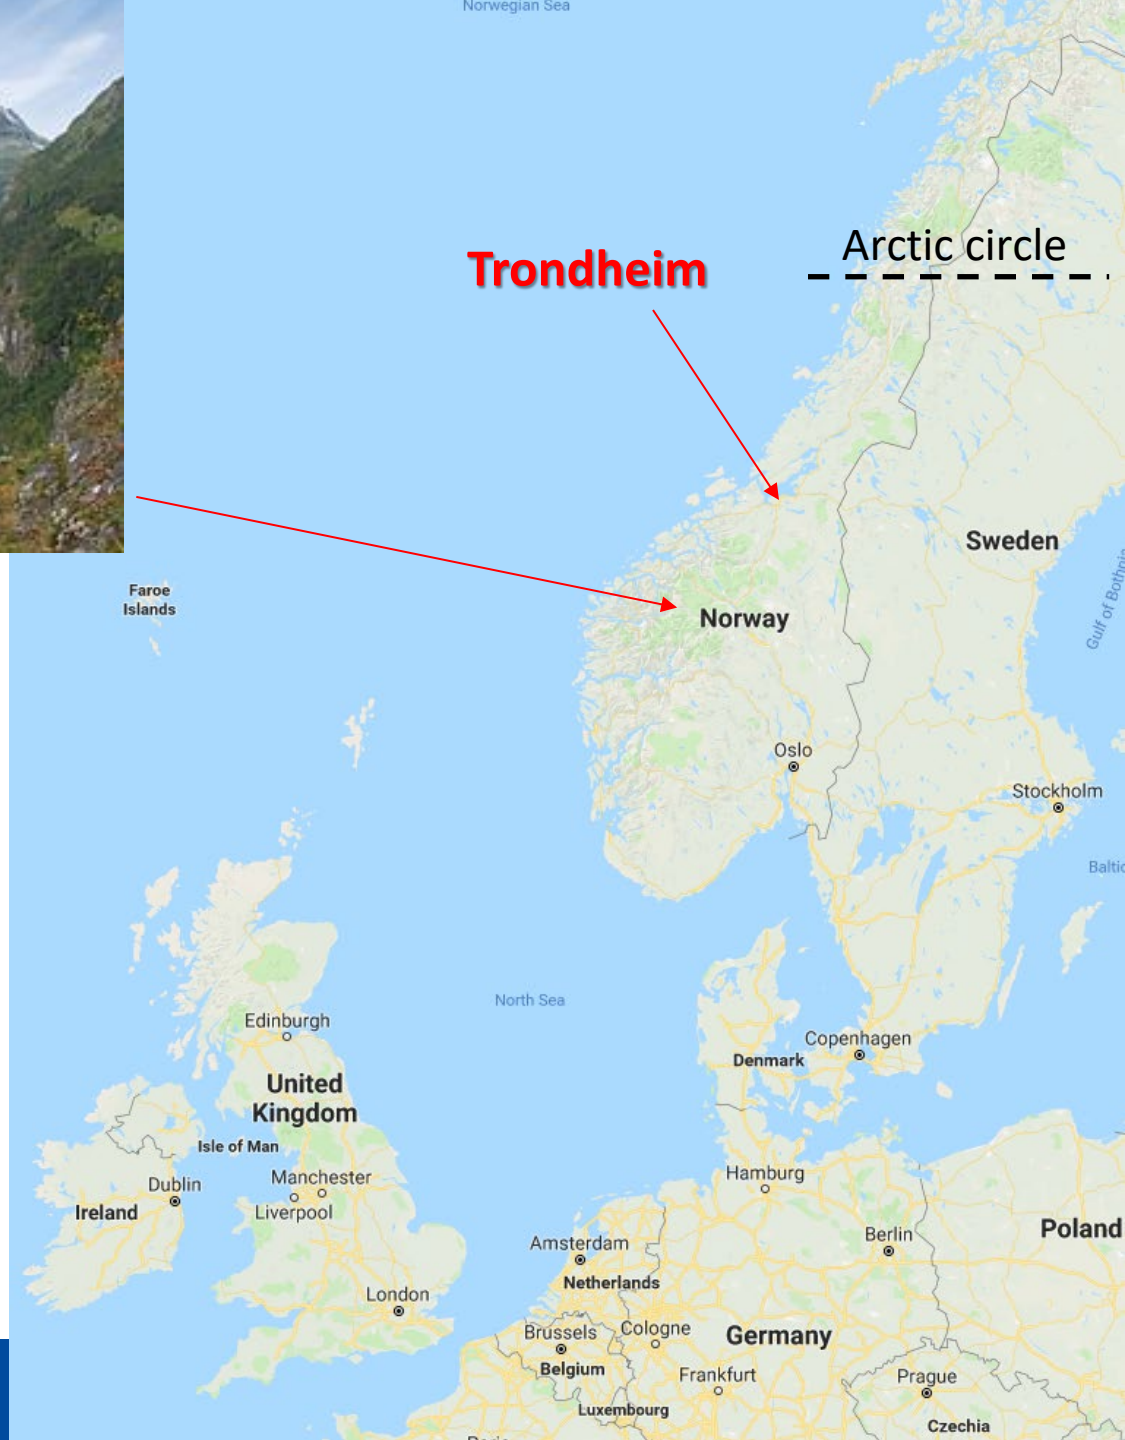 Norwegian Sea
Arctic circle
Trondheim
Sweden
Faroe
Islands
Gulf of
Norway
Oslo
Stockholm
North Sea
Edinburgh
Copenhagen
Denmark
United
Kingdom
Isle of Man
Manchester
Hamburg
Dublin
Ireland
Liverpool
Berlin
Poland
Amsterdam
Netherlands
London
Brussels
Cologne
Germany
Belgium
Frankfurt
Prague
Luxembourg
Czechia